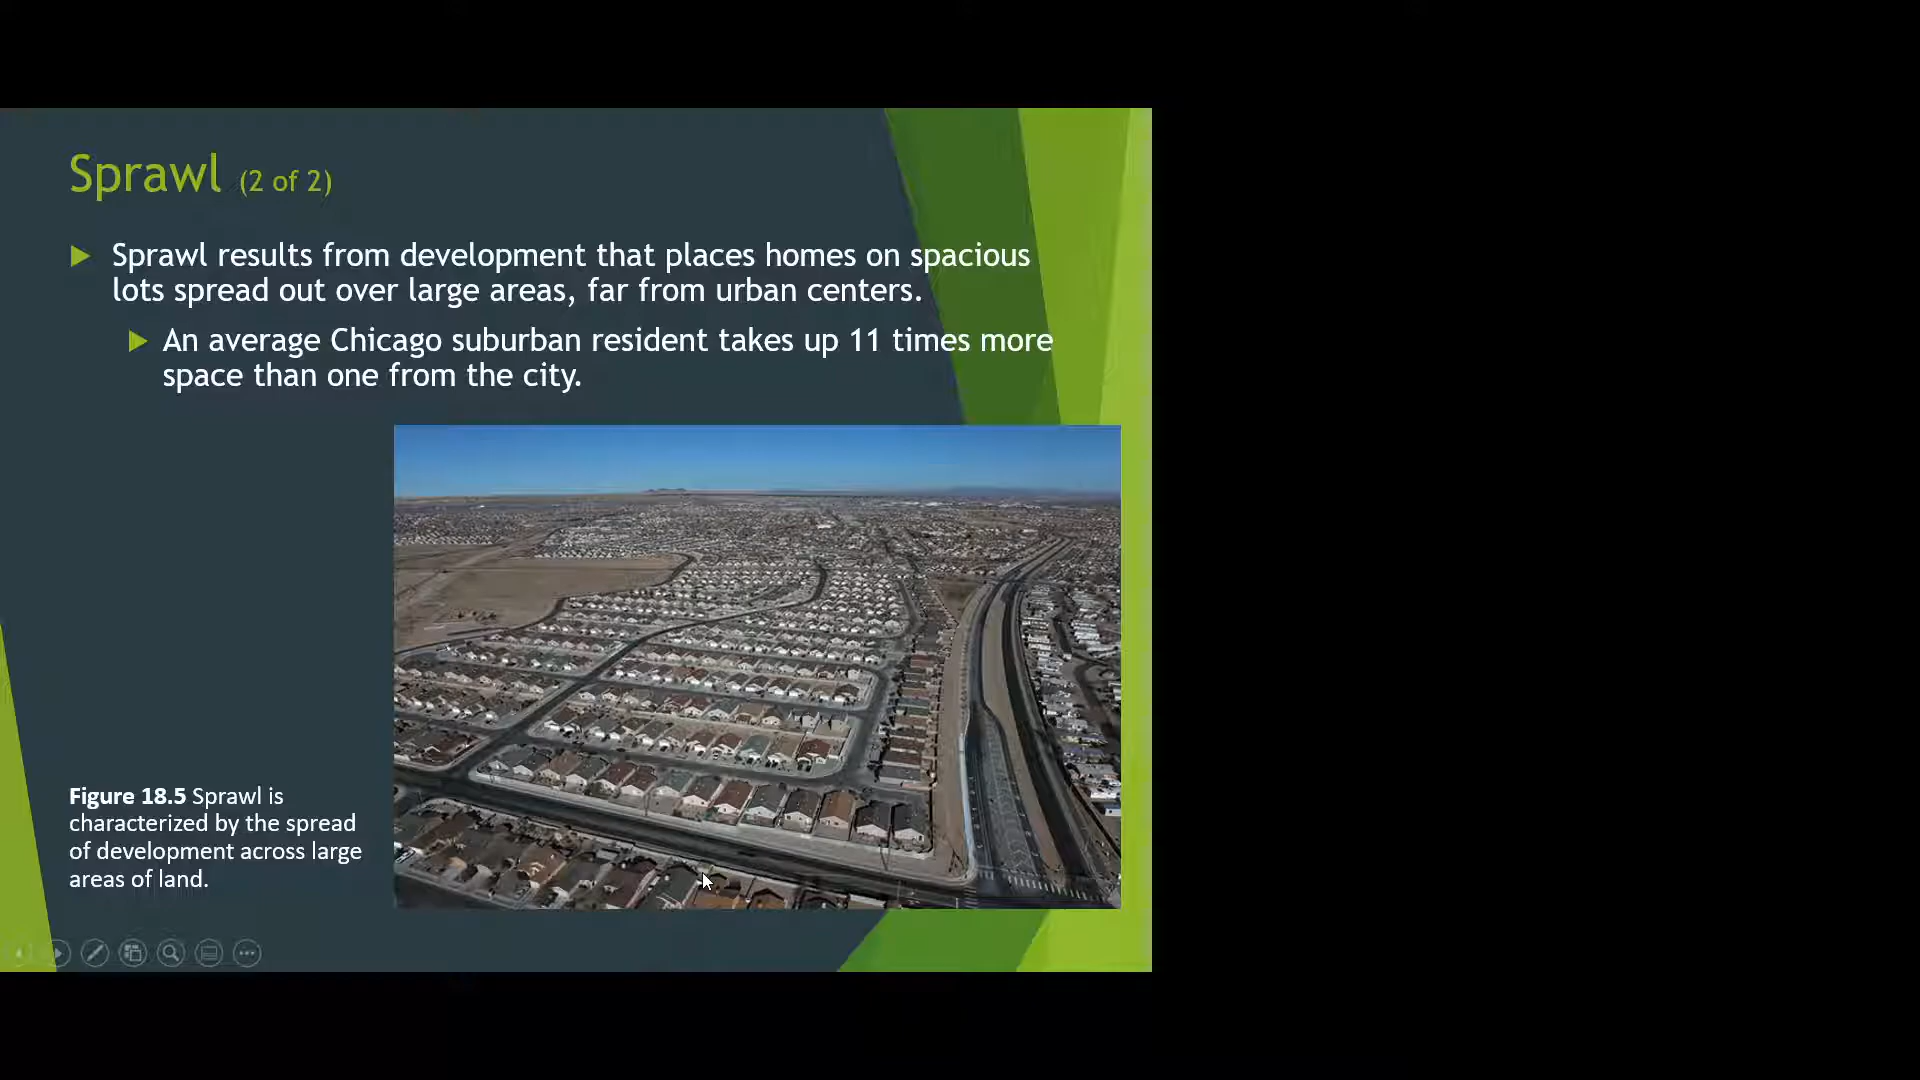 Sprawl (2 of 2)
Sprawl results from development that places homes on spacious
lots spread out over large areas, far from urban centers.
An average Chicago suburban resident takes up 11 times more
space than one from the city.
Figure 18.5 Sprawl is
characterized by the spread
of development across large
areas of land.